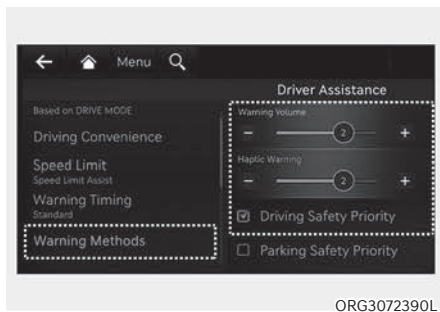 Menu
Driver Assistance
Based on DRIVE MODE
Driving Convenience
Speed Limit
Speed Limit Assist
Warning Timing
Standard
Warning Methods
Warning Volume
- 2 +
Haptic Warning
- 2 +
Driving Safety Priority
Parking Safety Priority
ORG3072390L